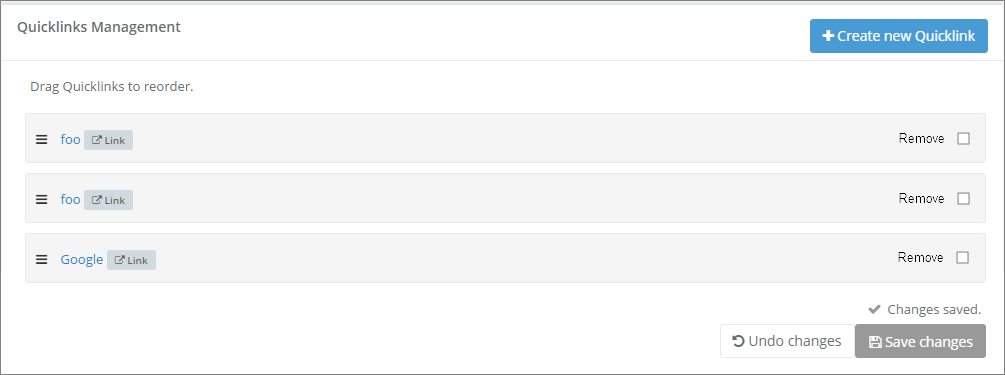 Quicklinks Management
Create new Quicklink
Drag Quicklinks to reorder.
foo Link Remove
foo Link Remove
Google Link Remove
Changes saved.
Undo changes Save changes